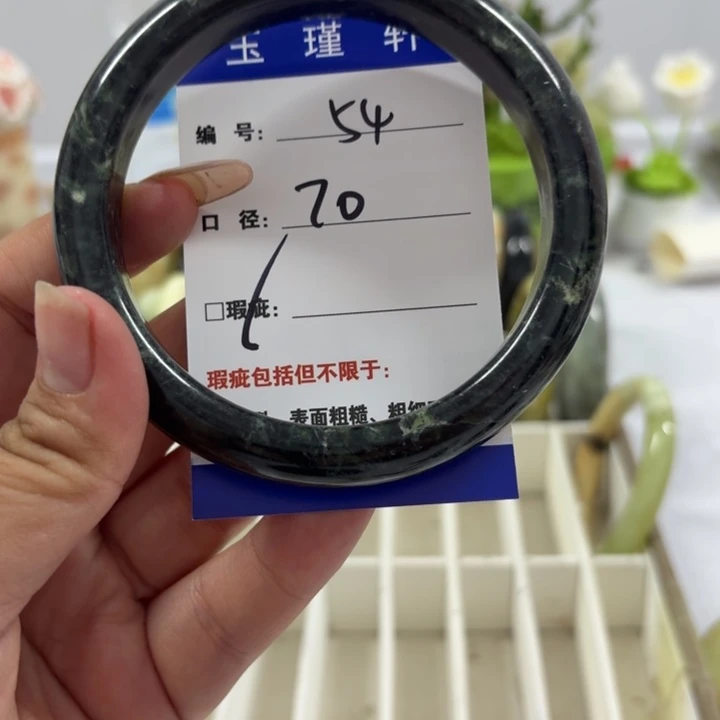 玉瑾轩
编 号: 54
口 径: 70
□瑕疵:
瑕疵包括但不限于:
表面粗糙、粗细